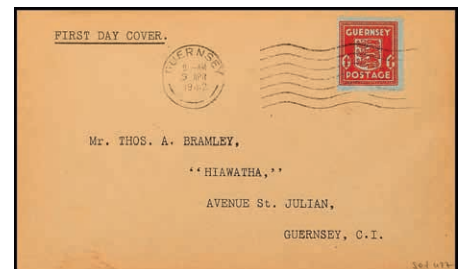 FIRST DAY COVER.
GUERNSEY
3 APR
1942
GUERNSEY
POSTAGE
Mr. THOS. A. BRAMLEY,
''HIAWATHA,''
AVENUE St. JULIAN,
GUERNSEY, C.I.